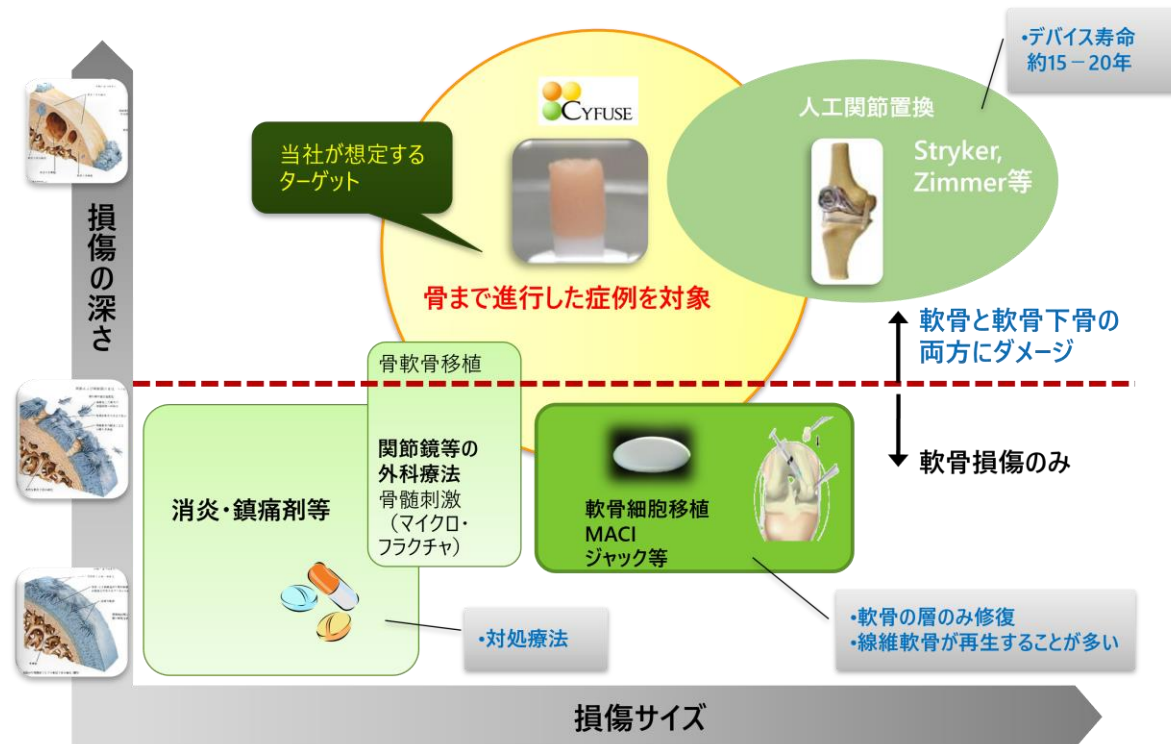 ・デバイス寿命
約15－20年
CYFUSE
人工関節置換
Stryker,
Zimmer等
当社が想定する
ターゲット
骨まで進行した症例を対象
損傷の深さ
軟骨と軟骨下骨の
両方にダメージ
骨軟骨移植
関節鏡等の
外科療法
骨髄刺激
（マイクロ・
フラクチャ）
消炎・鎮痛剤等
軟骨細胞移植
MACI
ジャック等
軟骨損傷のみ
・対処療法
・軟骨の層のみ修復
・線維軟骨が再生することが多い
損傷サイズ